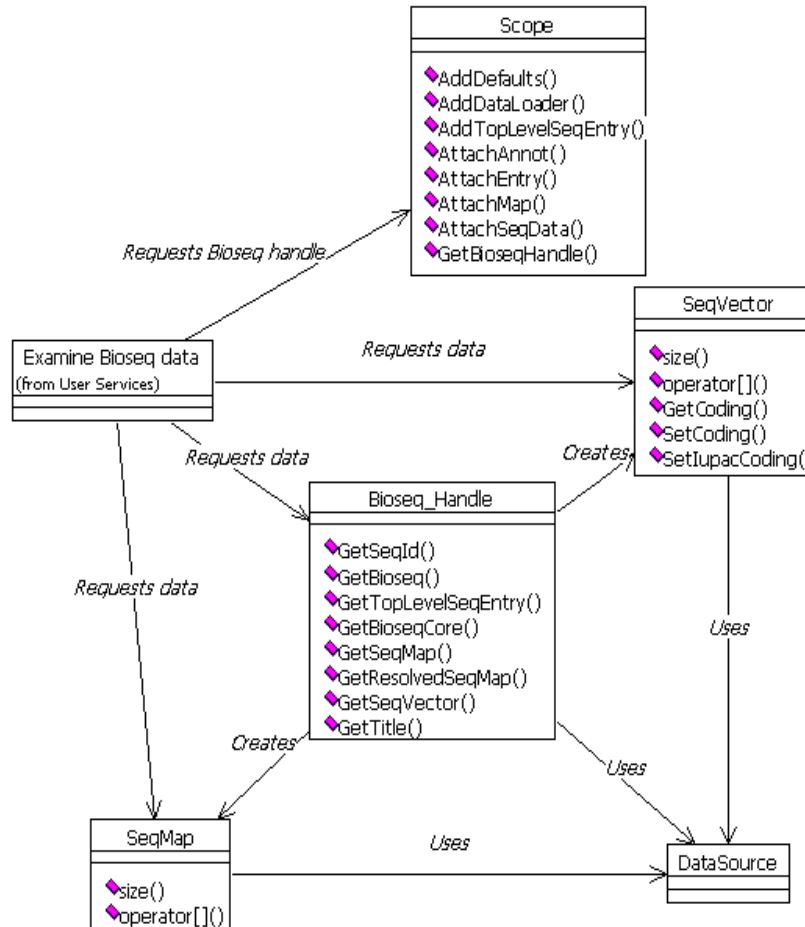 Scope
AddDefaults()
AddDataLoader()
AddTopLevelSeqEntry()
AttachAnnot()
AttachEntry()
AttachMap()
AttachSeqData()
GetBioseqHandle()
Requests Bioseq handle
SeqVector
size()
operator[]()
GetCoding()
SetCoding()
SetIupacCoding(
Examine Bioseq data
(from User Services)
Requests data
Requests data
Creates
Bioseq_Handle
GetSeqId()
GetBioseq()
GetTopLevelSeqEntry()
GetBioseqCore()
GetSeqMap()
GetResolvedSeqMap()
GetSeqVector()
GetTitle()
Requests data
Uses
Creates
Uses
SeqMap
size()
operator[]()
Uses
DataSource